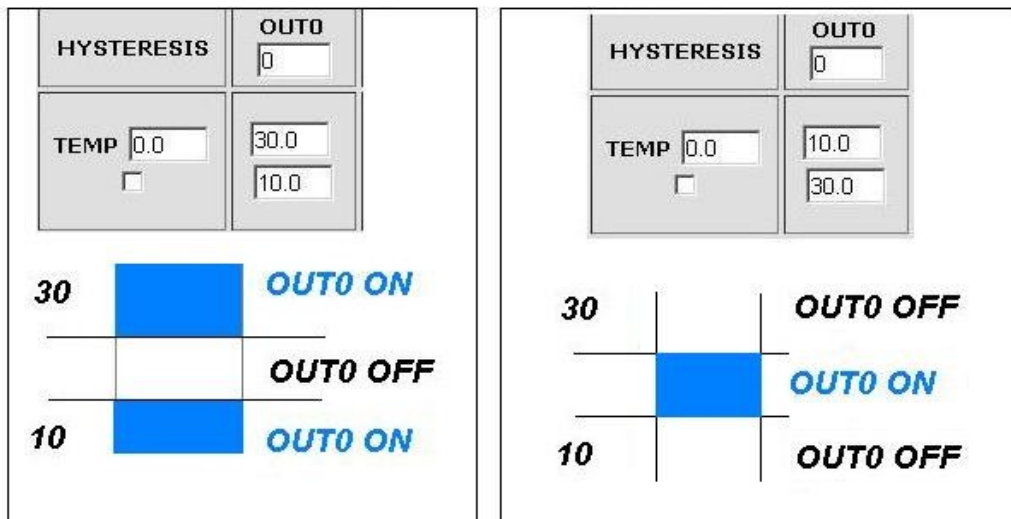 HYSTERESIS
OUT0
0
TEMP 0.0
30.0
10.0
30
OUT0 ON
OUT0 OFF
10
OUT0 ON
HYSTERESIS
OUT0
0
TEMP 0.0
10.0
30.0
30
OUT0 OFF
OUT0 ON
10
OUT0 OFF